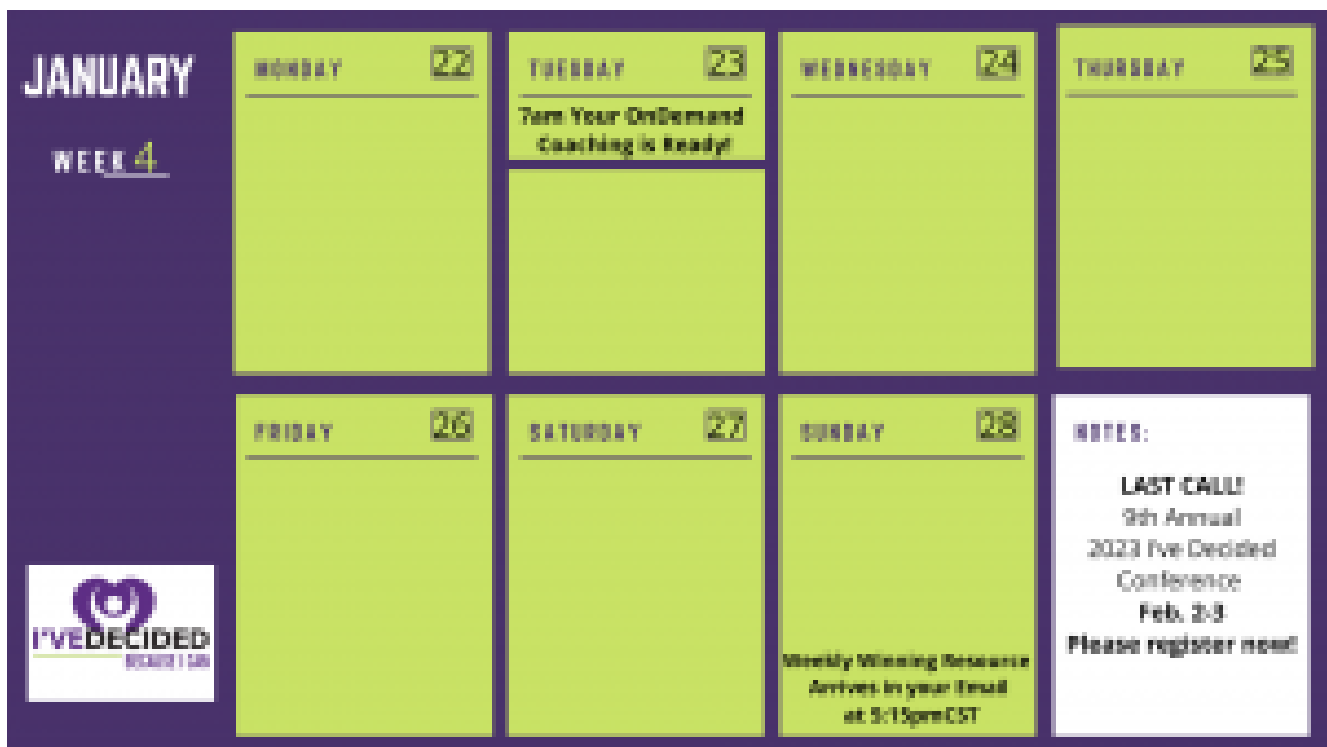 JANUARY
WEEK 4
MONDAY 22
TUESDAY 23
7am Your OnDemand
Coaching is Ready!
WEDNESDAY 24
THURSDAY 25
FRIDAY 26
SATURDAY 27
SUNDAY 28
Weekly Winning Resource
Arrives in your Email
at 5:15pmCST
NOTES:
LAST CALL!
9th Annual
2023 I've Decided
Conference
Feb. 2-3
Please register now!
I'VEDECIDED
BECAUSE I CAN